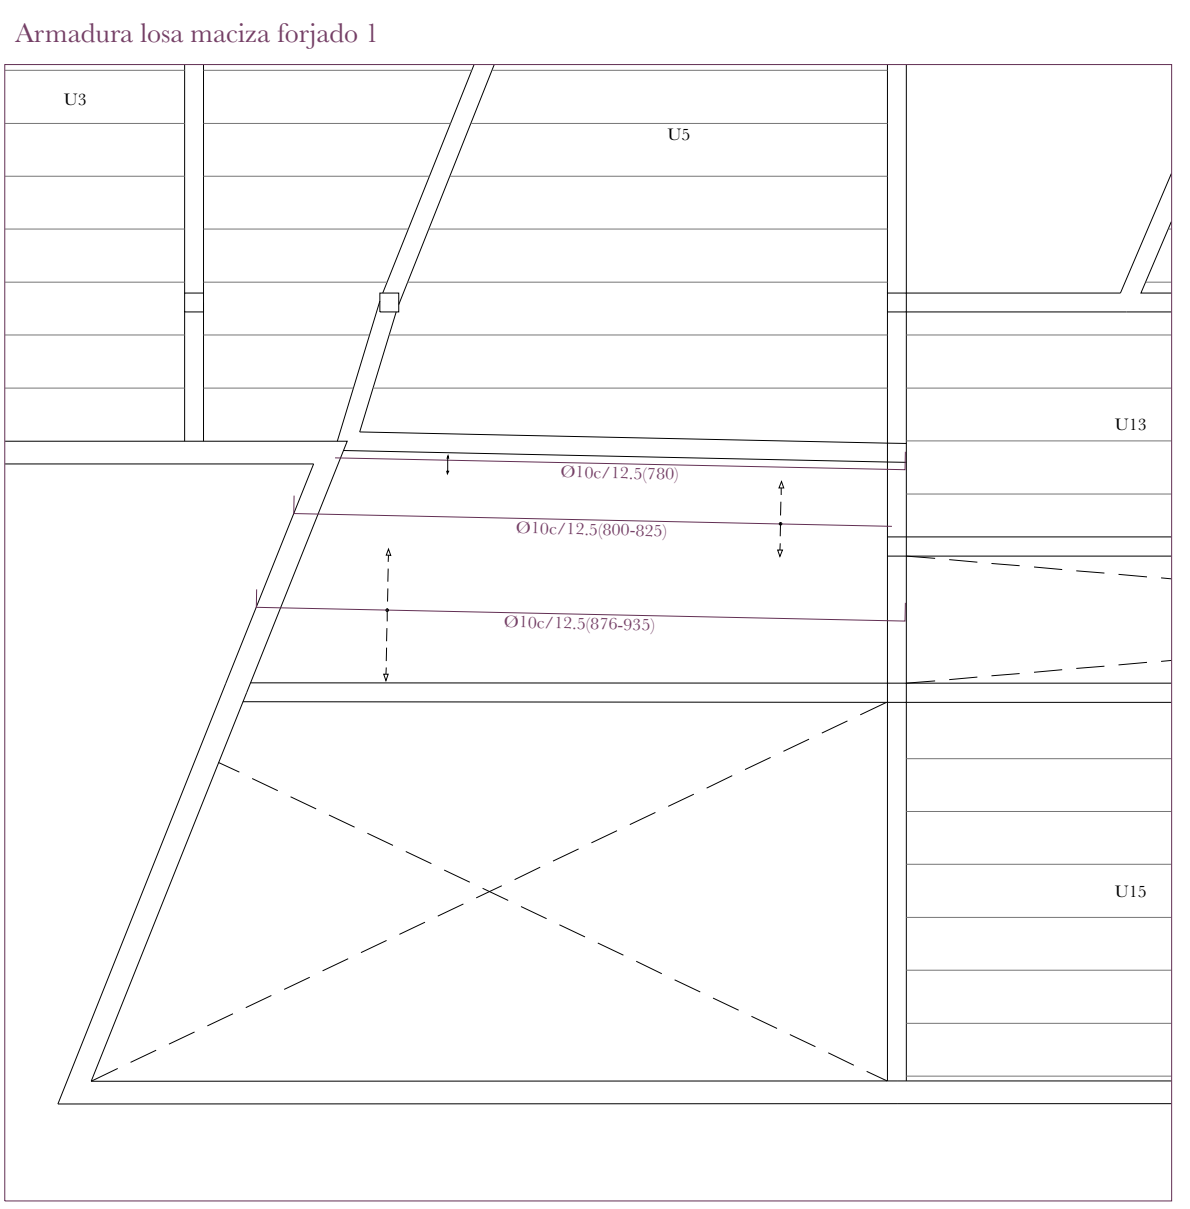 Armadura losa maciza forjado 1
U3
U5
U13
Ø10c/12.5(780)
Ø10c/12.5(800-825)
Ø10c/12.5(876-935)
U15